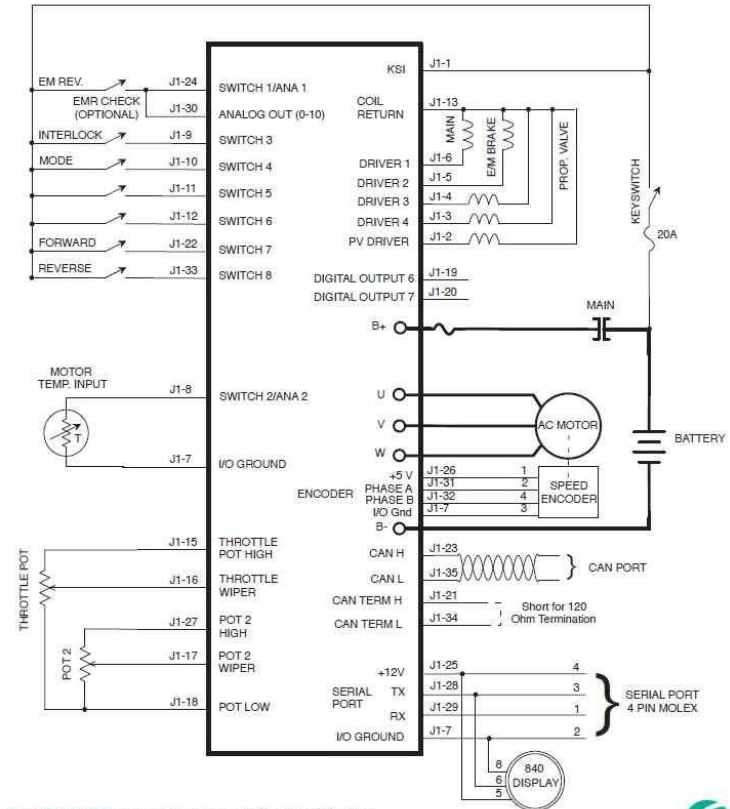 KSI
J1-1
EM REV.
J1-24
SWITCH 1/ANA 1
EMR CHECK
(OPTIONAL)
J1-30
ANALOG OUT (0-10)
INTERLOCK
J1-9
SWITCH 3
MODE
J1-10
SWITCH 4
J1-11
SWITCH 5
J1-12
SWITCH 6
FORWARD
J1-22
SWITCH 7
REVERSE
J1-33
SWITCH 8
COIL
RETURN
J1-13
MAIN
E/M BRAKE
PROP. VALVE
DRIVER 1
J1-6
DRIVER 2
J1-5
DRIVER 3
J1-4
DRIVER 4
J1-3
PV DRIVER
J1-2
KEYSWITCH
20A
DIGITAL OUTPUT 6
J1-19
DIGITAL OUTPUT 7
J1-20
MAIN
B+
MOTOR
TEMP. INPUT
J1-8
SWITCH 2/ANA 2
T
J1-7
I/O GROUND
U
V
W
AC MOTOR
BATTERY
ENCODER
+5 V
J1-26
1
PHASE A
J1-31
2
PHASE B
J1-32
4
I/O Gnd
J1-7
3
SPEED
ENCODER
B-
THROTTLE POT
J1-15
THROTTLE
POT HIGH
J1-16
THROTTLE
WIPER
J1-27
POT 2
HIGH
POT 2
J1-17
POT 2
WIPER
J1-18
POT LOW
CAN H
J1-23
CAN L
J1-35
CAN PORT
CAN TERM H
J1-21
CAN TERM L
J1-34
Short for 120
Ohm Termination
SERIAL
PORT
+12V
J1-25
4
TX
J1-28
3
RX
J1-29
1
I/O GROUND
J1-7
2
SERIAL PORT
4 PIN MOLEX
8
6
5
840
DISPLAY